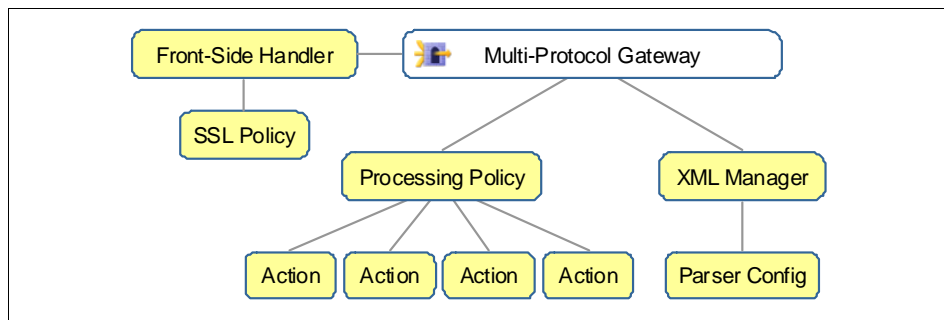 Front-Side Handler
Multi-Protocol Gateway
SSL Policy
Processing Policy
XML Manager
Action
Action
Action
Action
Parser Config